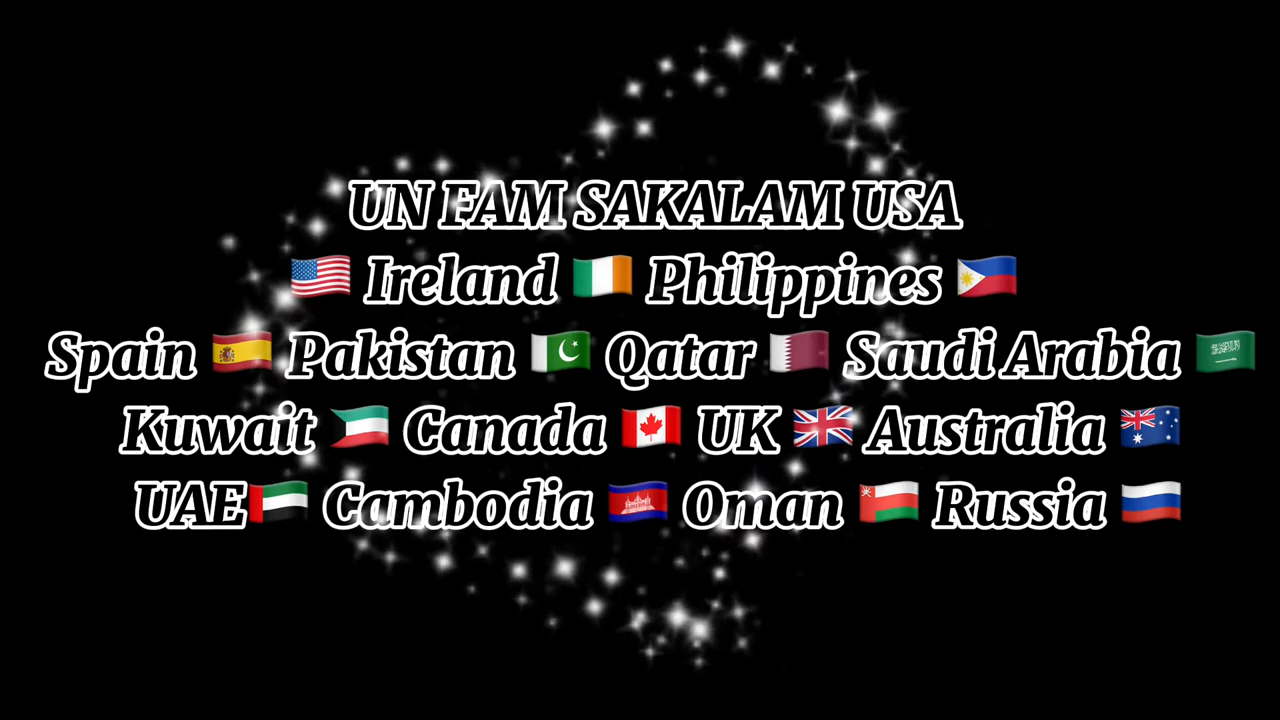 UN FAM SAKALAM USA
🇺🇸 Ireland 🇮🇪 Philippines 🇵🇭
Spain 🇪🇸 Pakistan 🇵🇰 Qatar 🇶🇦 Saudi Arabia 🇸🇦
Kuwait 🇰🇼 Canada 🇨🇦 UK 🇬🇧 Australia 🇦🇺
UAE🇦🇪 Cambodia 🇰🇭 Oman 🇴🇲 Russia 🇷🇺